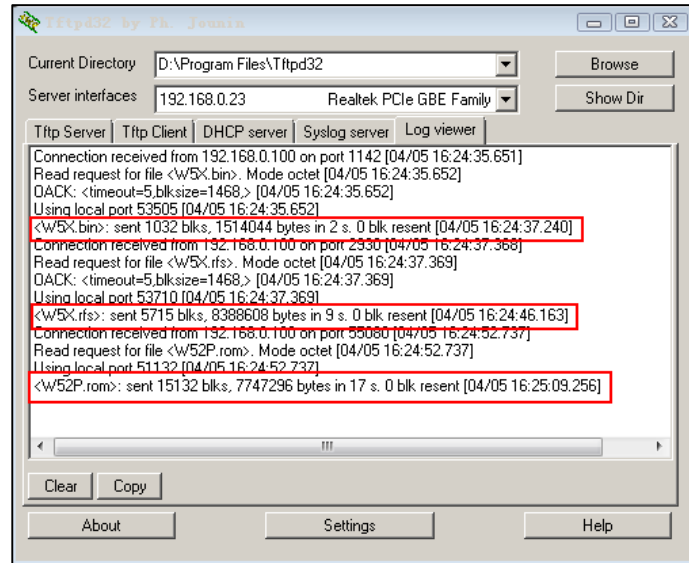 Tftpd32 by Ph. Jounin
Current Directory D:\Program Files\Tftpd32 Browse
Server interfaces 192.168.0.23 Realtek PCIe GBE Family Show Dir
Tftp Server Tftp Client DHCP server Syslog server Log viewer
Connection received from 192.168.0.100 on port 1142 [04/05 16:24:35.651]
Read request for file <W5X.bin>. Mode octet [04/05 16:24:35.652]
OACK: <timeout=5,blksize=1468,> [04/05 16:24:35.652]
Using local port 53505 [04/05 16:24:35.652]
<W5X.bin>: sent 1032 blks, 1514044 bytes in 2 s. 0 blk resent [04/05 16:24:37.240]
Connection received from 192.168.0.100 on port 2930 [04/05 16:24:37.368]
Read request for file <W5X.rfs>. Mode octet [04/05 16:24:37.369]
OACK: <timeout=5,blksize=1468,> [04/05 16:24:37.369]
Using local port 53710 [04/05 16:24:37.369]
<W5X.rfs>: sent 5715 blks, 8388608 bytes in 9 s. 0 blk resent [04/05 16:24:46.163]
Connection received from 192.168.0.100 on port 55080 [04/05 16:24:52.737]
Read request for file <W52P.rom>. Mode octet [04/05 16:24:52.737]
Using local port 51132 [04/05 16:24:52.737]
<W52P.rom>: sent 15132 blks, 7747296 bytes in 17 s. 0 blk resent [04/05 16:25:09.256]
Clear Copy
About Settings Help